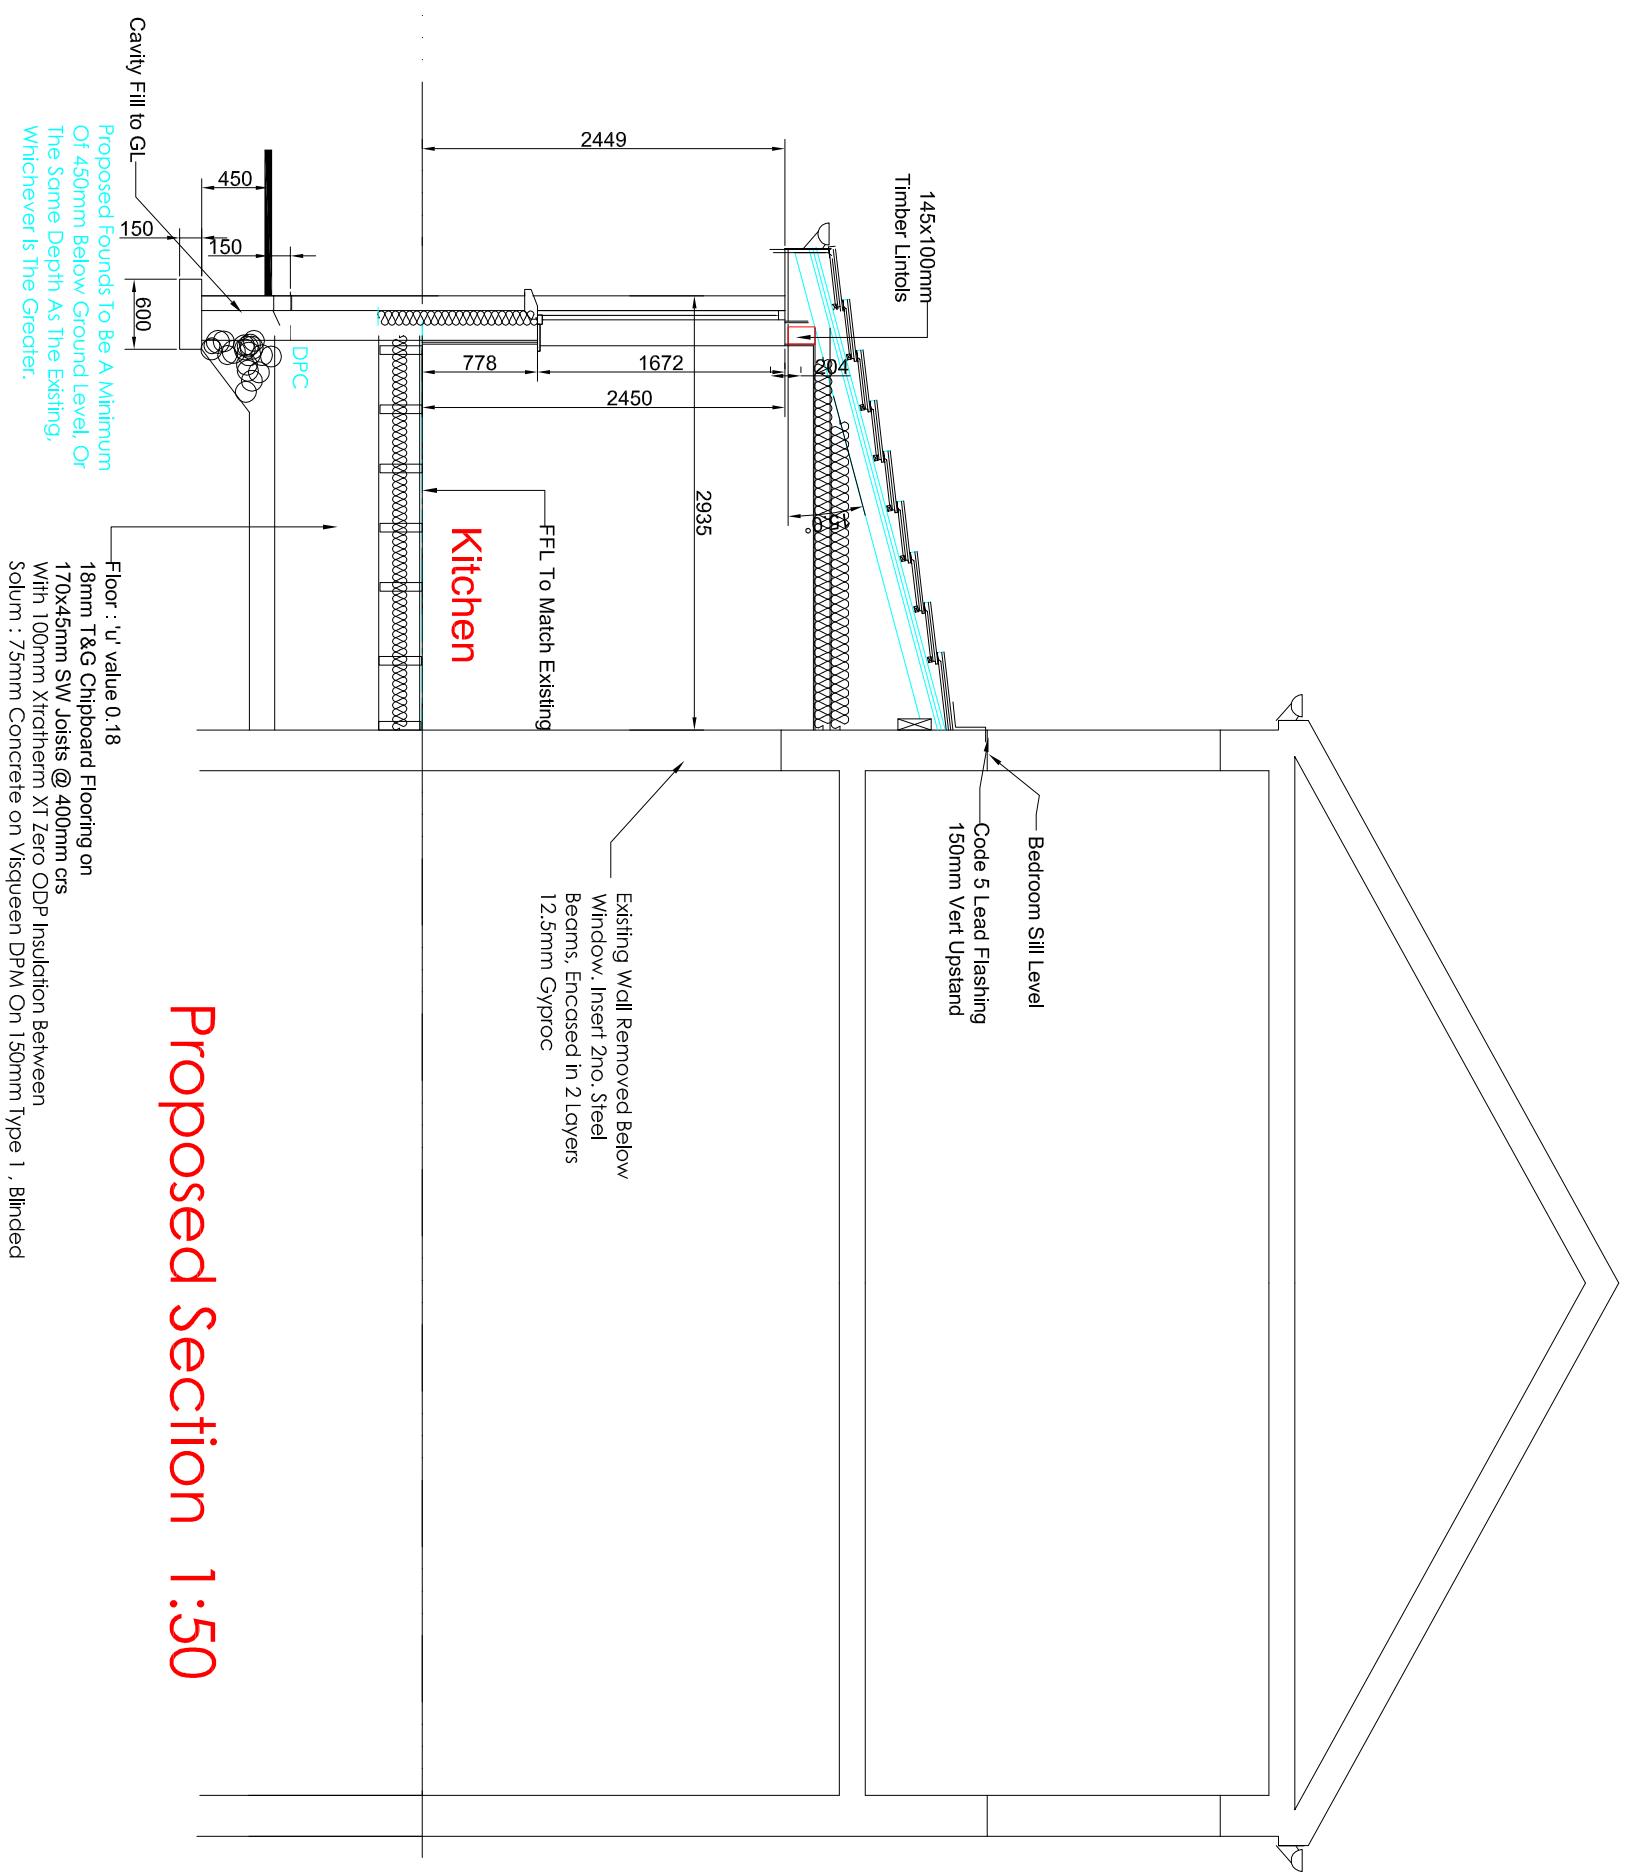 145x100mm
Timber Lintols
Bedroom Sill Level
Code 5 Lead Flashing
150mm Vert Upstand
204
15.0°
2449
1672
2450
778
2935
FFL To Match Existing
Kitchen
Existing Wall Removed Below
Window. Insert 2no. Steel
Beams, Encased in 2 Layers
12.5mm Gyproc
DPC
450
150
150
600
Cavity Fill to GL
Proposed Founds To Be A Minimum
Of 450mm Below Ground Level, Or
The Same Depth As The Existing,
Whichever Is The Greater.
Floor : 'u' value 0.18
18mm T&G Chipboard Flooring on
170x45mm SW Joists @ 400mm crs
With 100mm Xtratherm XT Zero ODP Insulation Between
Solum : 75mm Concrete on Visqueen DPM On 150mm Type 1 , Blinded
Proposed Section 1:50